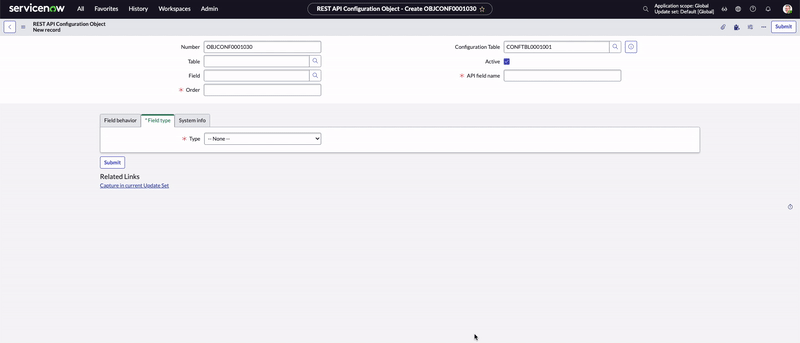 servicenow All Favorites History Workspaces Admin REST API Configuration Object - Create OBJCONF0001030 Application scope: Global
Update set: Default [Global]
REST API Configuration Object
New record Submit
Number OBJCONF0001030 Configuration Table CONFTBL0001001
Table Active
Field * API field name
* Order
Field behavior * Field type System info
* Type -- None --
Submit
Related Links
Capture in current Update Set